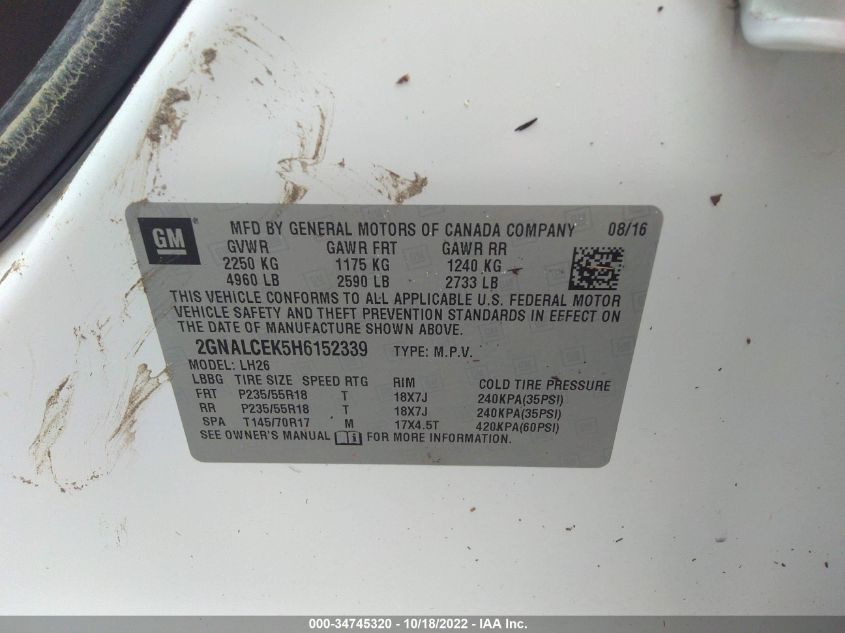 GM ® MFD BY GENERAL MOTORS OF CANADA COMPANY 08/16
GVWR GAWR FRT GAWR RR
2250 KG 1175 KG 1240 KG
4960 LB 2590 LB 2733 LB
THIS VEHICLE CONFORMS TO ALL APPLICABLE U.S. FEDERAL MOTOR
VEHICLE SAFETY AND THEFT PREVENTION STANDARDS IN EFFECT ON
THE DATE OF MANUFACTURE SHOWN ABOVE.
2GNALCEK5H6152339 TYPE: M.P.V.
MODEL: LH26
LBBG TIRE SIZE SPEED RTG RIM COLD TIRE PRESSURE
FRT P235/55R18 T 18X7J 240KPA(35PSI)
RR P235/55R18 T 18X7J 240KPA(35PSI)
SPA T145/70R17 M 17X4.5T 420KPA(60PSI)
SEE OWNER'S MANUAL FOR MORE INFORMATION.
000-34745320 - 10/18/2022 - IAA Inc.